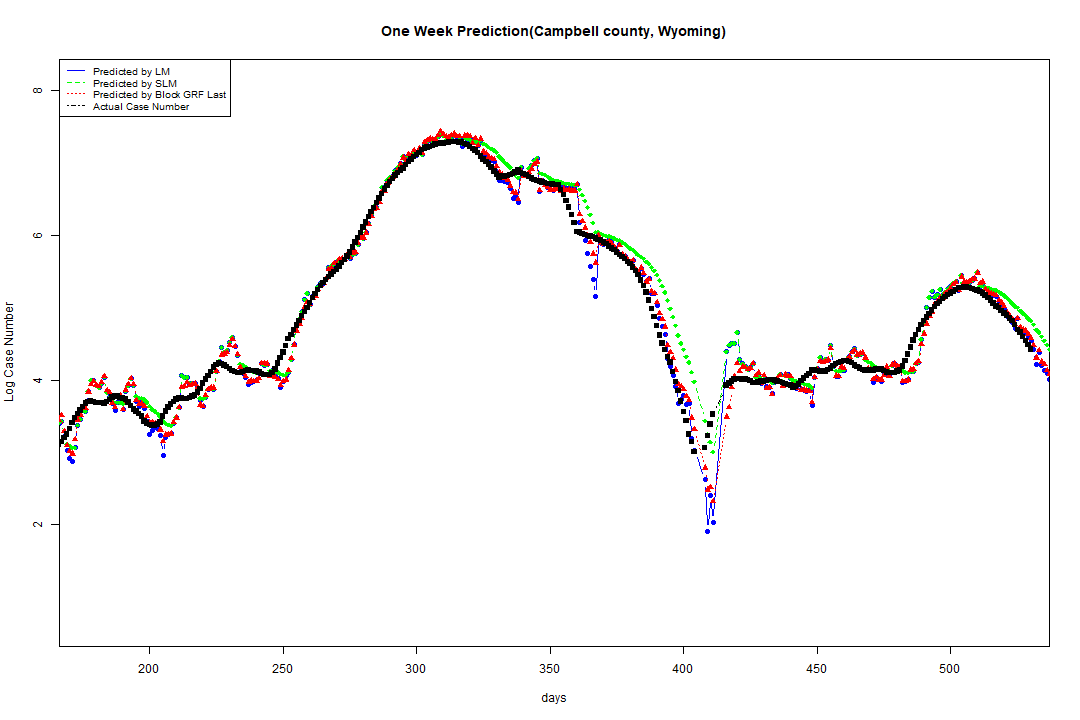 One Week Prediction(Campbell county, Wyoming)
Predicted by LM
Predicted by SLM
Predicted by Block GRF Last
Actual Case Number
8
6
4
2
Log Case Number
200 250 300 350 400 450 500
days